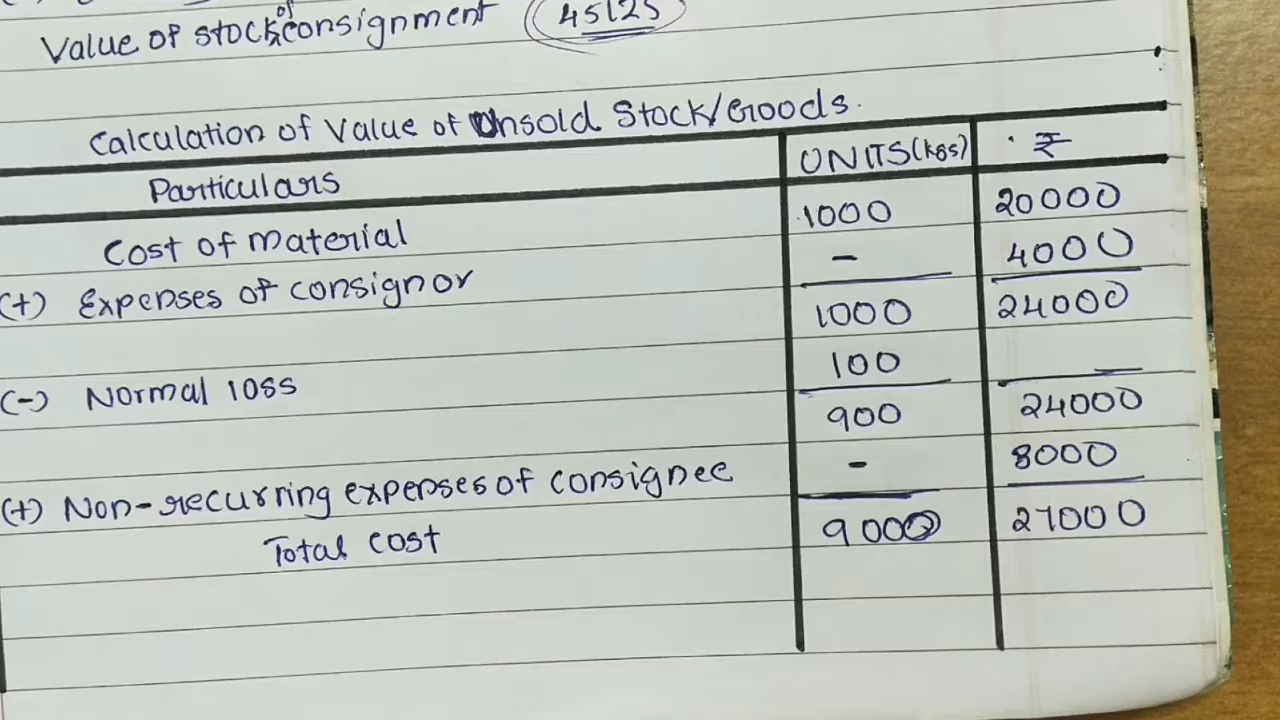 Value of stock of consignment 45125
Calculation of Value of Unsold Stock/Goods.
Particulars UNITS(kgs) ₹
Cost of material 1000 20000
(+) Expenses of consignor - 4000
1000 24000
(-) Normal loss 100 —
900 24000
(+) Non-recurring expenses of consignee - 3000
Total cost 9000 27000